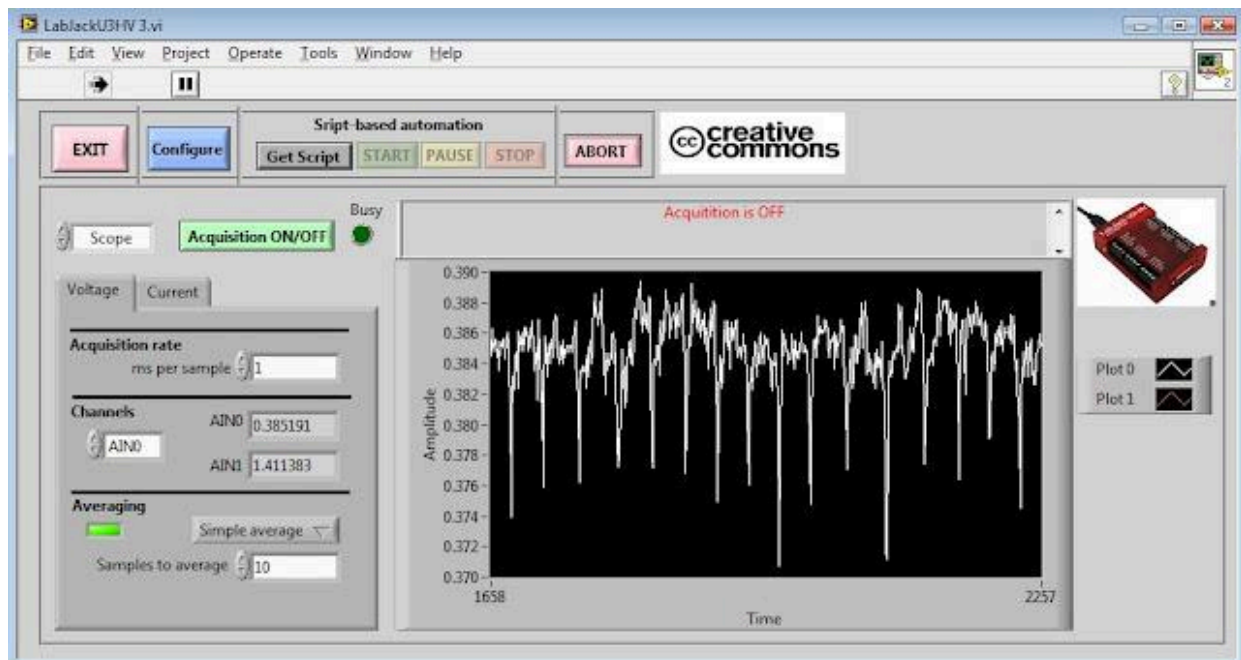 LabJackU3HV 3.vi
File Edit View Project Operate Tools Window Help
2
EXIT
Configure
Sript-based automation
Get Script START PAUSE STOP
ABORT
cc creative
commons
Scope
Acquisition ON/OFF
Busy
Acquitition is OFF
Voltage Current
Acquisition rate
ms per sample 1
Channels
AIN0
AIN0 0.385191
AIN1 1.411383
Averaging
Simple average
Samples to average 10
Amplitude
0.390
0.388
0.386
0.384
0.382
0.380
0.378
0.376
0.374
0.372
0.370
1658 2257
Time
Plot 0
Plot 1